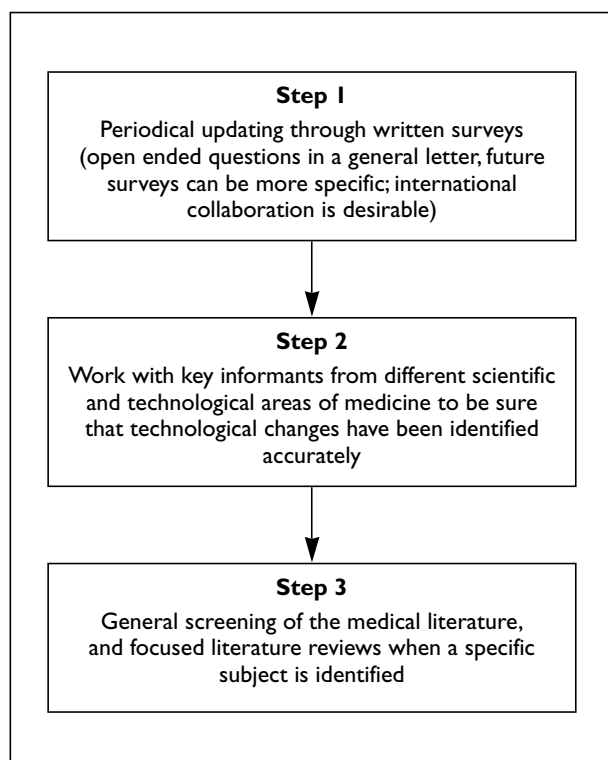 Step 1
Periodical updating through written surveys
(open ended questions in a general letter, future
surveys can be more specific; international
collaboration is desirable)
Step 2
Work with key informants from different scientific
and technological areas of medicine to be sure
that technological changes have been identified
accurately
Step 3
General screening of the medical literature,
and focused literature reviews when a specific
subject is identified